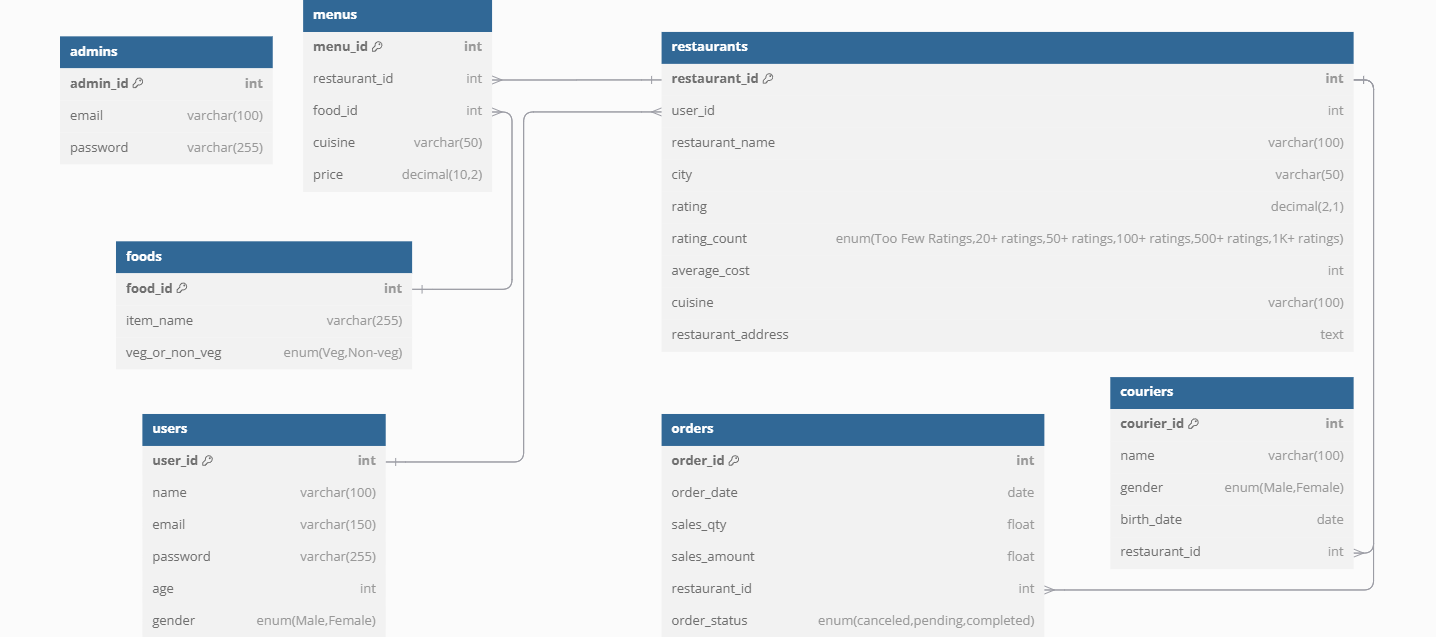 menus
menu_id int
restaurant_id int
food_id int
cuisine varchar(50)
price decimal(10,2)
admins
admin_id int
email varchar(100)
password varchar(255)
restaurants
restaurant_id int
user_id int
restaurant_name varchar(100)
city varchar(50)
rating decimal(2,1)
rating_count enum(Too Few Ratings,20+ ratings,50+ ratings,100+ ratings,500+ ratings,1K+ ratings)
average_cost int
cuisine varchar(100)
restaurant_address text
foods
food_id int
item_name varchar(255)
veg_or_non_veg enum(Veg,Non-veg)
users
user_id int
name varchar(100)
email varchar(150)
password varchar(255)
age int
gender enum(Male,Female)
orders
order_id int
order_date date
sales_qty float
sales_amount float
restaurant_id int
order_status enum(canceled,pending,completed)
couriers
courier_id int
name varchar(100)
gender enum(Male,Female)
birth_date date
restaurant_id int